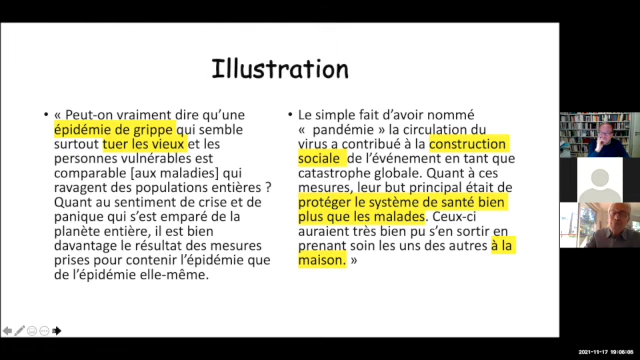 Illustration
• « Peut-on vraiment dire qu’une
épidémie de grippe qui semble
surtout tuer les vieux et les
personnes vulnérables est
comparable [aux maladies] qui
ravagent des populations entières ?
Quant au sentiment de crise et de
panique qui s’est emparé de la
planète entière, il est bien
davantage le résultat des mesures
prises pour contenir l’épidémie que
de l’épidémie elle-même.
• Le simple fait d’avoir nommé
« pandémie » la circulation du
virus a contribué à la construction
sociale de l’événement en tant que
catastrophe globale. Quant à ces
mesures, leur but principal était de
protéger le système de santé bien
plus que les malades. Ceux-ci
auraient très bien pu s’en sortir en
prenant soin les uns des autres à la
maison. »
2021-11-17 19:06:06